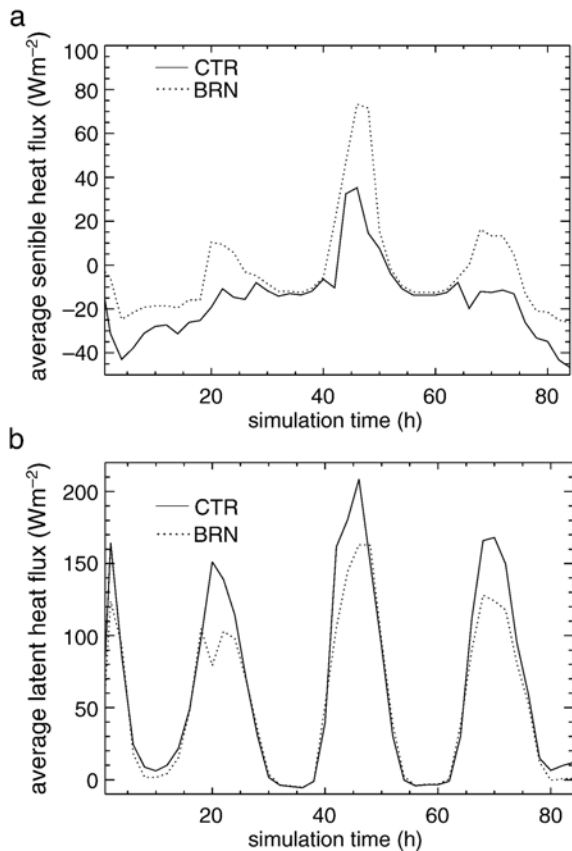 a
average senible heat flux (Wm⁻²)
100
80
60
40
20
0
−20
−40
CTR
BRN
20 40 60 80
simulation time (h)
b
average latent heat flux (Wm⁻²)
200
150
100
50
0
CTR
BRN
0 20 40 60 80
simulation time (h)